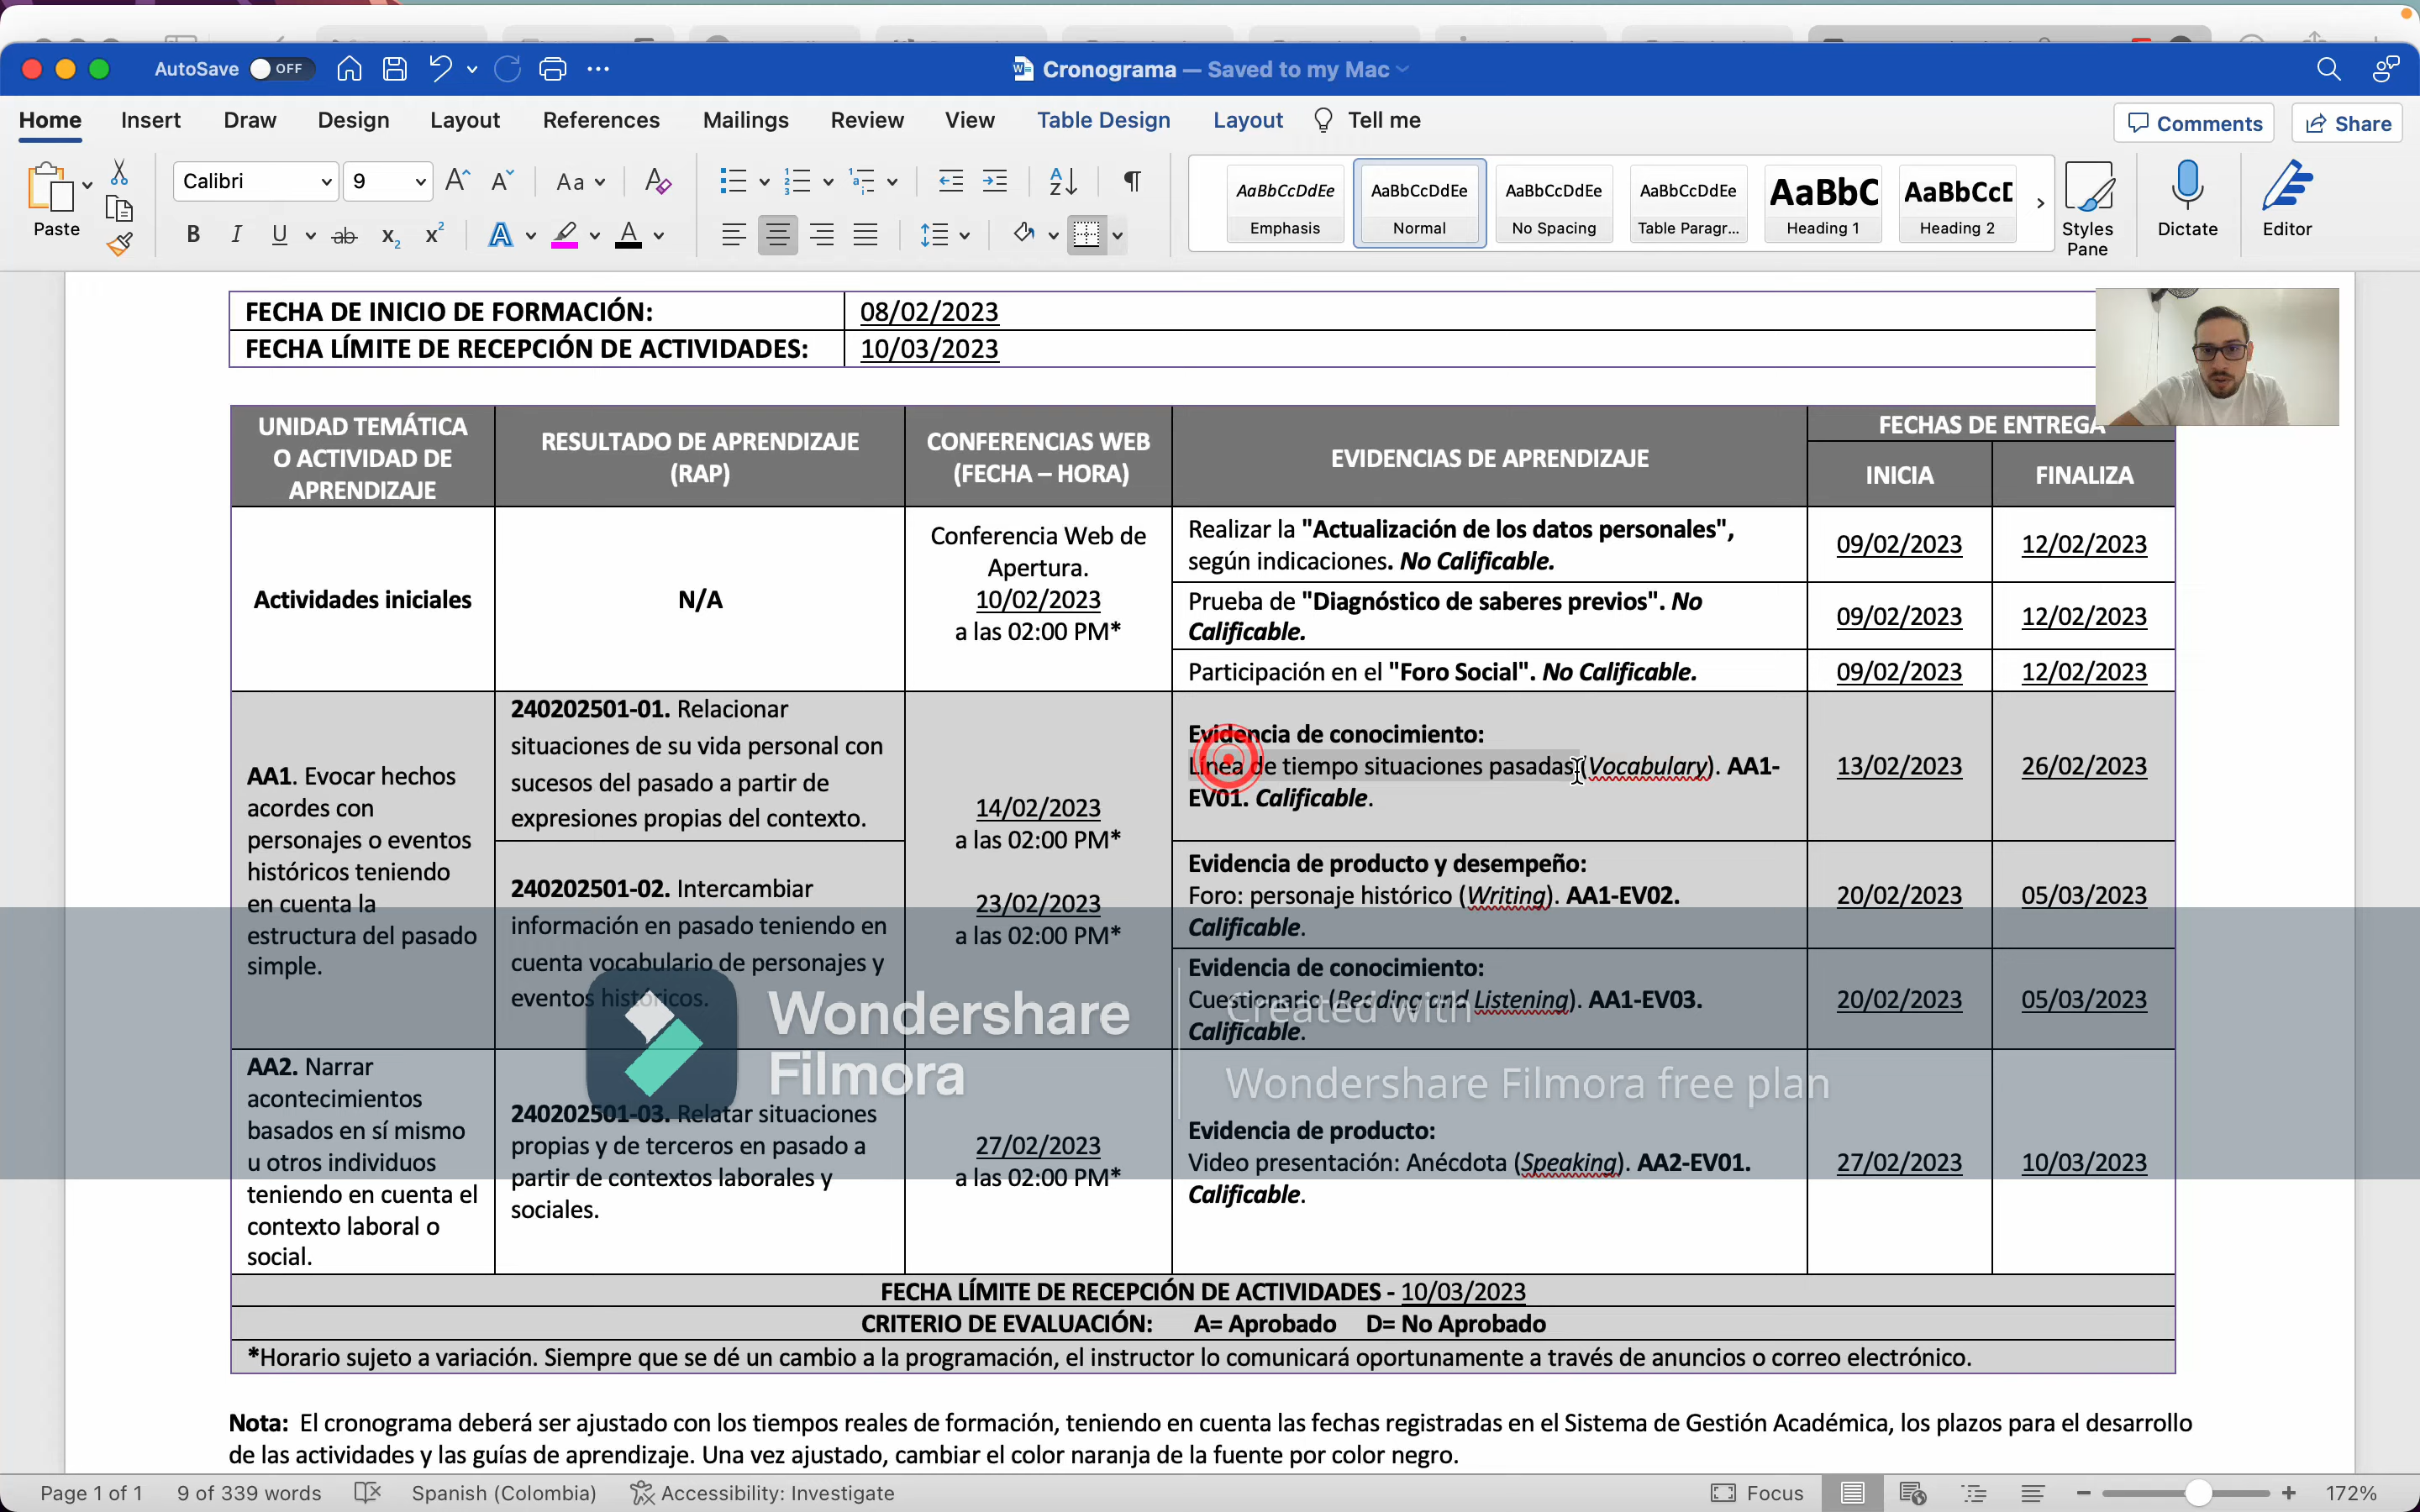 AutoSave OFF
Cronograma — Saved to my Mac
Home Insert Draw Design Layout References Mailings Review View Table Design Layout Tell me
Comments Share
Paste
Calibri 9
AaBbCcDdEe AaBbCcDdEe AaBbCcDdEe AaBbCcDdEe AaBbC AaBbCcD
Emphasis Normal No Spacing Table Paragr... Heading 1 Heading 2
Styles Pane
Dictate
Editor
FECHA DE INICIO DE FORMACIÓN: 08/02/2023
FECHA LÍMITE DE RECEPCIÓN DE ACTIVIDADES: 10/03/2023
UNIDAD TEMÁTICA
O ACTIVIDAD DE
APRENDIZAJE
RESULTADO DE APRENDIZAJE
(RAP)
CONFERENCIAS WEB
(FECHA – HORA)
EVIDENCIAS DE APRENDIZAJE
FECHAS DE ENTREGA
INICIA FINALIZA
Actividades iniciales
N/A
Conferencia Web de
Apertura.
10/02/2023
a las 02:00 PM*
Realizar la "Actualización de los datos personales",
según indicaciones. No Calificable.
09/02/2023 12/02/2023
Prueba de "Diagnóstico de saberes previos". No
Calificable.
09/02/2023 12/02/2023
Participación en el "Foro Social". No Calificable.
09/02/2023 12/02/2023
AA1. Evocar hechos
acordes con
personajes o eventos
históricos teniendo
en cuenta la
estructura del pasado
simple.
240202501-01. Relacionar
situaciones de su vida personal con
sucesos del pasado a partir de
expresiones propias del contexto.
240202501-02. Intercambiar
información en pasado teniendo en
cuenta vocabulario de personajes y
eventos históricos.
14/02/2023
a las 02:00 PM*
23/02/2023
a las 02:00 PM*
Evidencia de conocimiento:
Línea de tiempo situaciones pasadas (Vocabulary). AA1-
EV01. Calificable.
13/02/2023 26/02/2023
Evidencia de producto y desempeño:
Foro: personaje histórico (Writing). AA1-EV02.
Calificable.
20/02/2023 05/03/2023
Evidencia de conocimiento:
Cuestionario (Reading and Listening). AA1-EV03.
Calificable.
20/02/2023 05/03/2023
Wondershare
Filmora
Created with
Wondershare Filmora free plan
AA2. Narrar
acontecimientos
basados en sí mismo
u otros individuos
teniendo en cuenta el
contexto laboral o
social.
240202501-03. Relatar situaciones
propias y de terceros en pasado a
partir de contextos laborales y
sociales.
27/02/2023
a las 02:00 PM*
Evidencia de producto:
Video presentación: Anécdota (Speaking). AA2-EV01.
Calificable.
27/02/2023 10/03/2023
FECHA LÍMITE DE RECEPCIÓN DE ACTIVIDADES - 10/03/2023
CRITERIO DE EVALUACIÓN: A= Aprobado D= No Aprobado
*Horario sujeto a variación. Siempre que se dé un cambio a la programación, el instructor lo comunicará oportunamente a través de anuncios o correo electrónico.
Nota: El cronograma deberá ser ajustado con los tiempos reales de formación, teniendo en cuenta las fechas registradas en el Sistema de Gestión Académica, los plazos para el desarrollo
de las actividades y las guías de aprendizaje. Una vez ajustado, cambiar el color naranja de la fuente por color negro.
Page 1 of 1 9 of 339 words Spanish (Colombia) Accessibility: Investigate Focus 172%